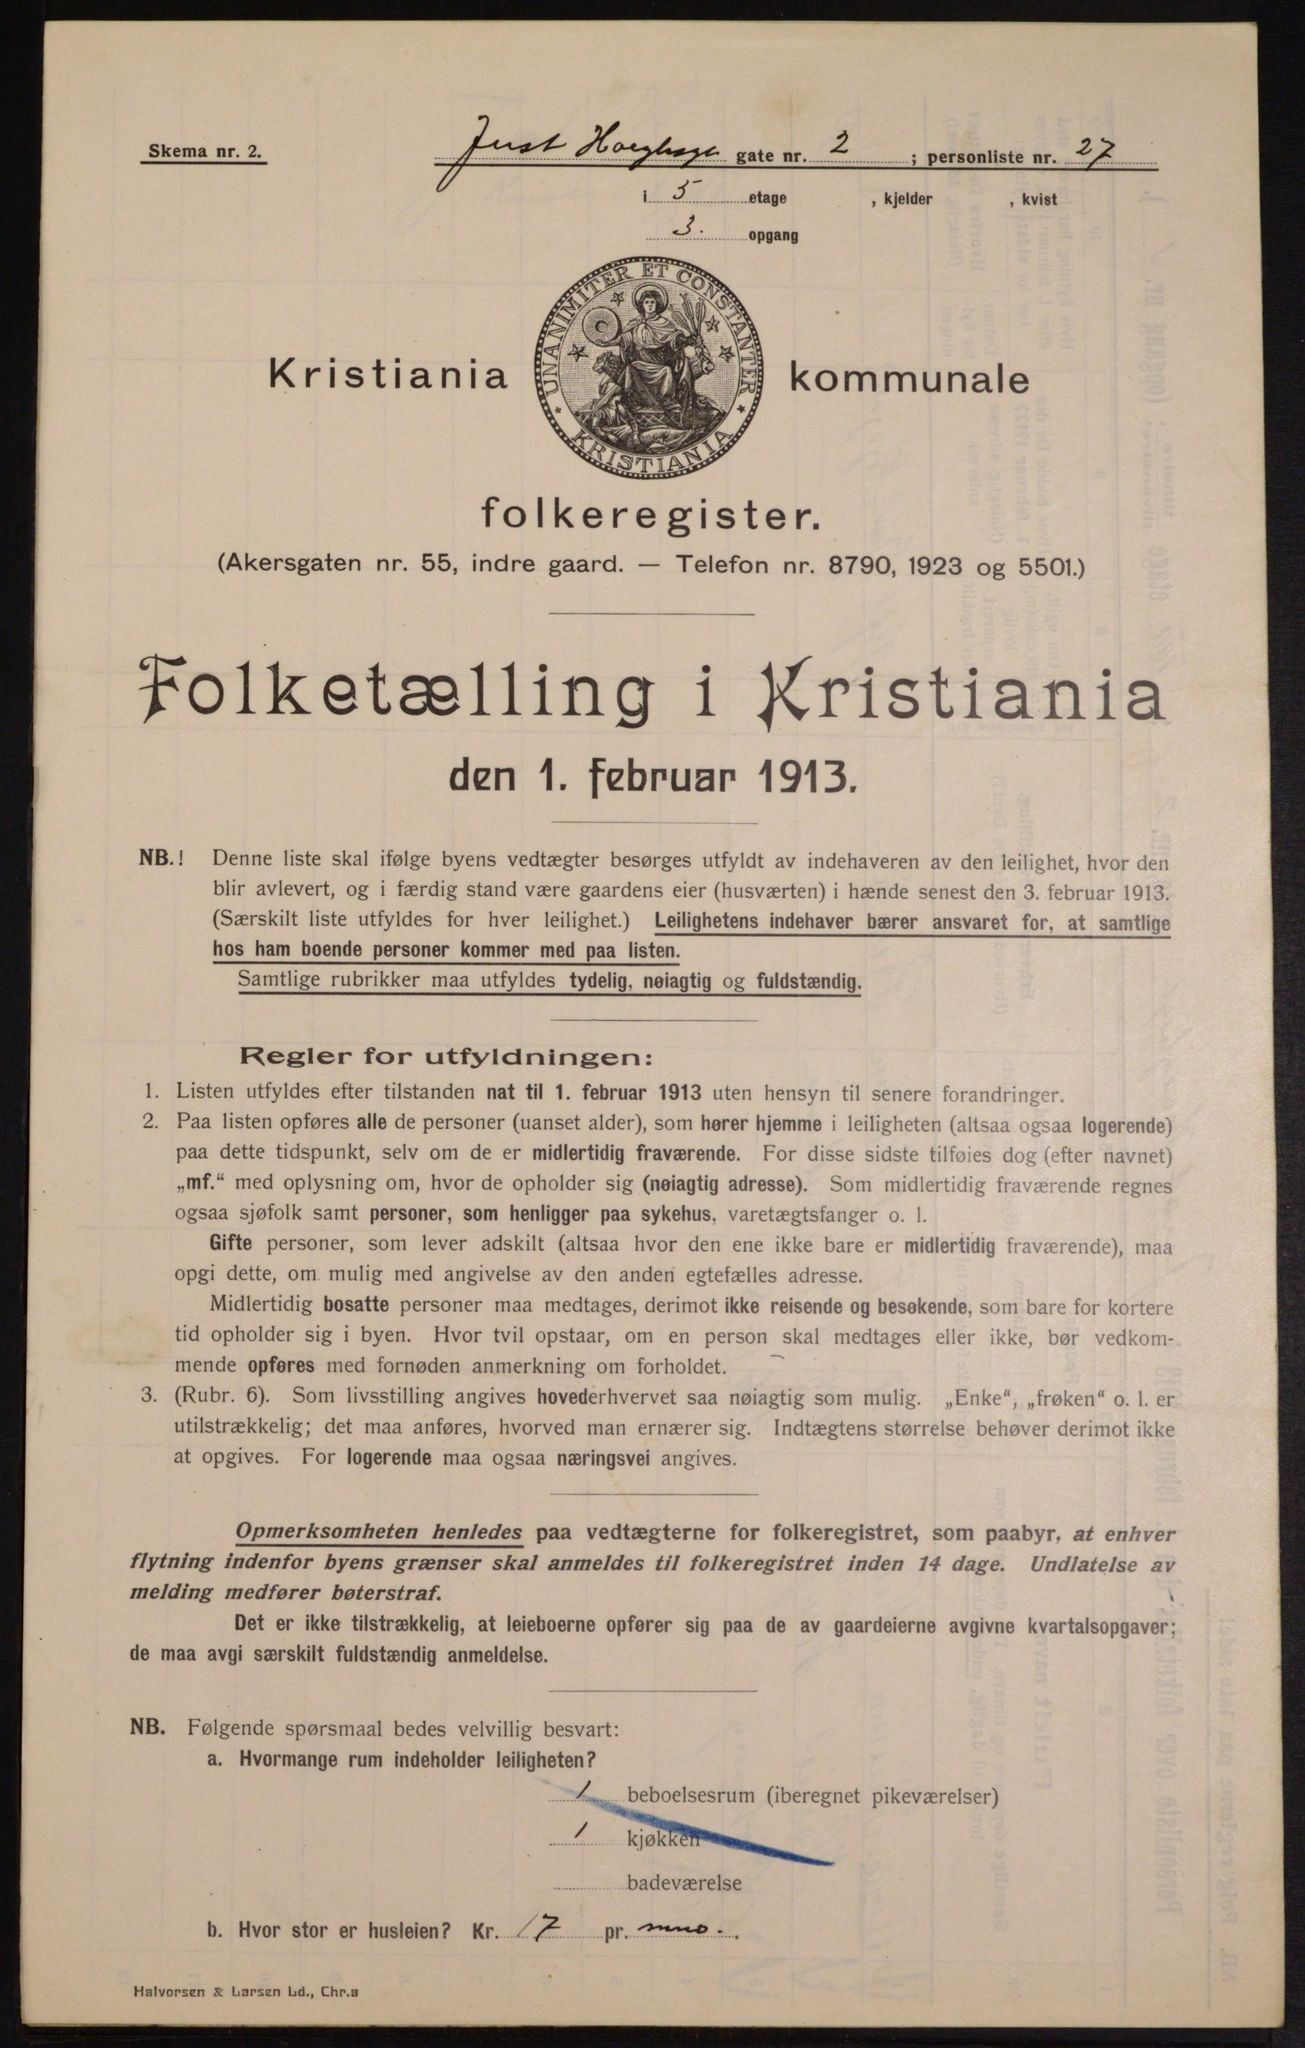 Skema nr. 2.
Just gate nr. 2 ; personliste nr. 27
i 5 etage , kjelder , kvist
3. opgang
UNANIMITER ET CONSTANTER
KRISTIANIA
Kristiania kommunale
folkeregister.
(Akersgaten nr. 55, indre gaard. — Telefon nr. 8790, 1923 og 5501.)
Folketælling i Kristiania
den 1. februar 1913.
NB.! Denne liste skal ifølge byens vedtægter besørges utfyldt av indehaveren av den leilighet, hvor den
blir avlevert, og i færdig stand være gaardens eier (husværten) i hænde senest den 3. februar 1913.
(Særskilt liste utfyldes for hver leilighet.) Leilighetens indehaver bærer ansvaret for, at samtlige
hos ham boende personer kommer med paa listen.
Samtlige rubrikker maa utfyldes tydelig, nøiagtig og fuldstændig.
Regler for utfyldningen:
1. Listen utfyldes efter tilstanden nat til 1. februar 1913 uten hensyn til senere forandringer.
2. Paa listen opføres alle de personer (uanset alder), som hører hjemme i leiligheten (altsaa ogsaa logerende)
paa dette tidspunkt, selv om de er midlertidig fraværende. For disse sidste tilføies dog (efter navnet)
„mf.“ med oplysning om, hvor de opholder sig (nøiagtig adresse). Som midlertidig fraværende regnes
ogsaa sjøfolk samt personer, som henligger paa sykehus, varetægtsfanger o. l.
Gifte personer, som lever adskilt (altsaa hvor den ene ikke bare er midlertidig fraværende), maa
opgi dette, om mulig med angivelse av den anden egtefælles adresse.
Midlertidig bosatte personer maa medtages, derimot ikke reisende og besøkende, som bare for kortere
tid opholder sig i byen. Hvor tvil opstaar, om en person skal medtages eller ikke, bør vedkom-
mende opføres med fornøden anmerkning om forholdet.
3. (Rubr. 6). Som livsstilling angives hovederhvervet saa nøiagtig som mulig. „Enke“, „frøken“ o. l. er
utilstrækkelig; det maa anføres, hvorved man ernærer sig. Indtægtens størrelse behøver derimot ikke
at opgives. For logerende maa ogsaa næringsvei angives.
Opmerksomheten henledes paa vedtægterne for folkeregistret, som paabyr, at enhver
flytning indenfor byens grænser skal anmeldes til folkeregistret inden 14 dage. Undlatelse av
melding medfører bøterstraf.
Det er ikke tilstrækkelig, at leieboerne opfører sig paa de av gaardeierne avgivne kvartalsopgaver;
de maa avgi særskilt fuldstændig anmeldelse.
NB. Følgende spørsmaal bedes velvillig besvart:
a. Hvormange rum indeholder leiligheten?
1 beboelsesrum (iberegnet pikeværelser)
1 kjøkken
badeværelse
b. Hvor stor er husleien? Kr. 17 pr. mno.
Halvorsen & Larsen Ld., Chr.a